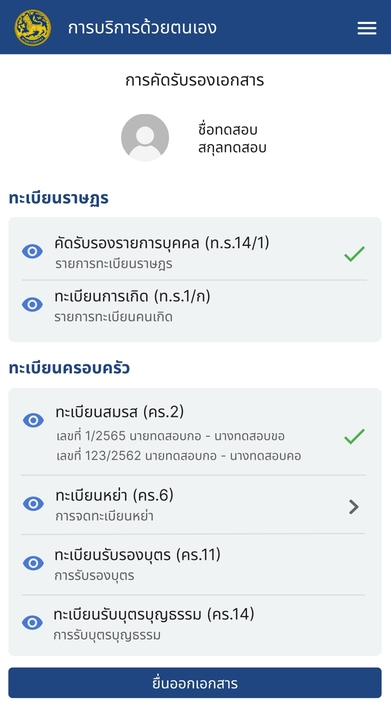 การบริการด้วยตนเอง
การคัดรับรองเอกสาร
ชื่อทดสอบ
สกุลทดสอบ
ทะเบียนราษฎร
คัดรับรองรายการบุคคล (ท.ร.14/1)
รายการทะเบียนราษฎร
ทะเบียนการเกิด (ท.ร.1/ก)
รายการทะเบียนคนเกิด
ทะเบียนครอบครัว
ทะเบียนสมรส (คร.2)
เลขที่ 1/2565 นายทดสอบกอ - นางทดสอบขอ
เลขที่ 123/2562 นายทดสอบกอ - นางทดสอบคอ
ทะเบียนหย่า (คร.6)
การจดทะเบียนหย่า
ทะเบียนรับรองบุตร (คร.11)
การรับรองบุตร
ทะเบียนรับบุตรบุญธรรม (คร.14)
การรับบุตรบุญธรรม
ยื่นออกเอกสาร